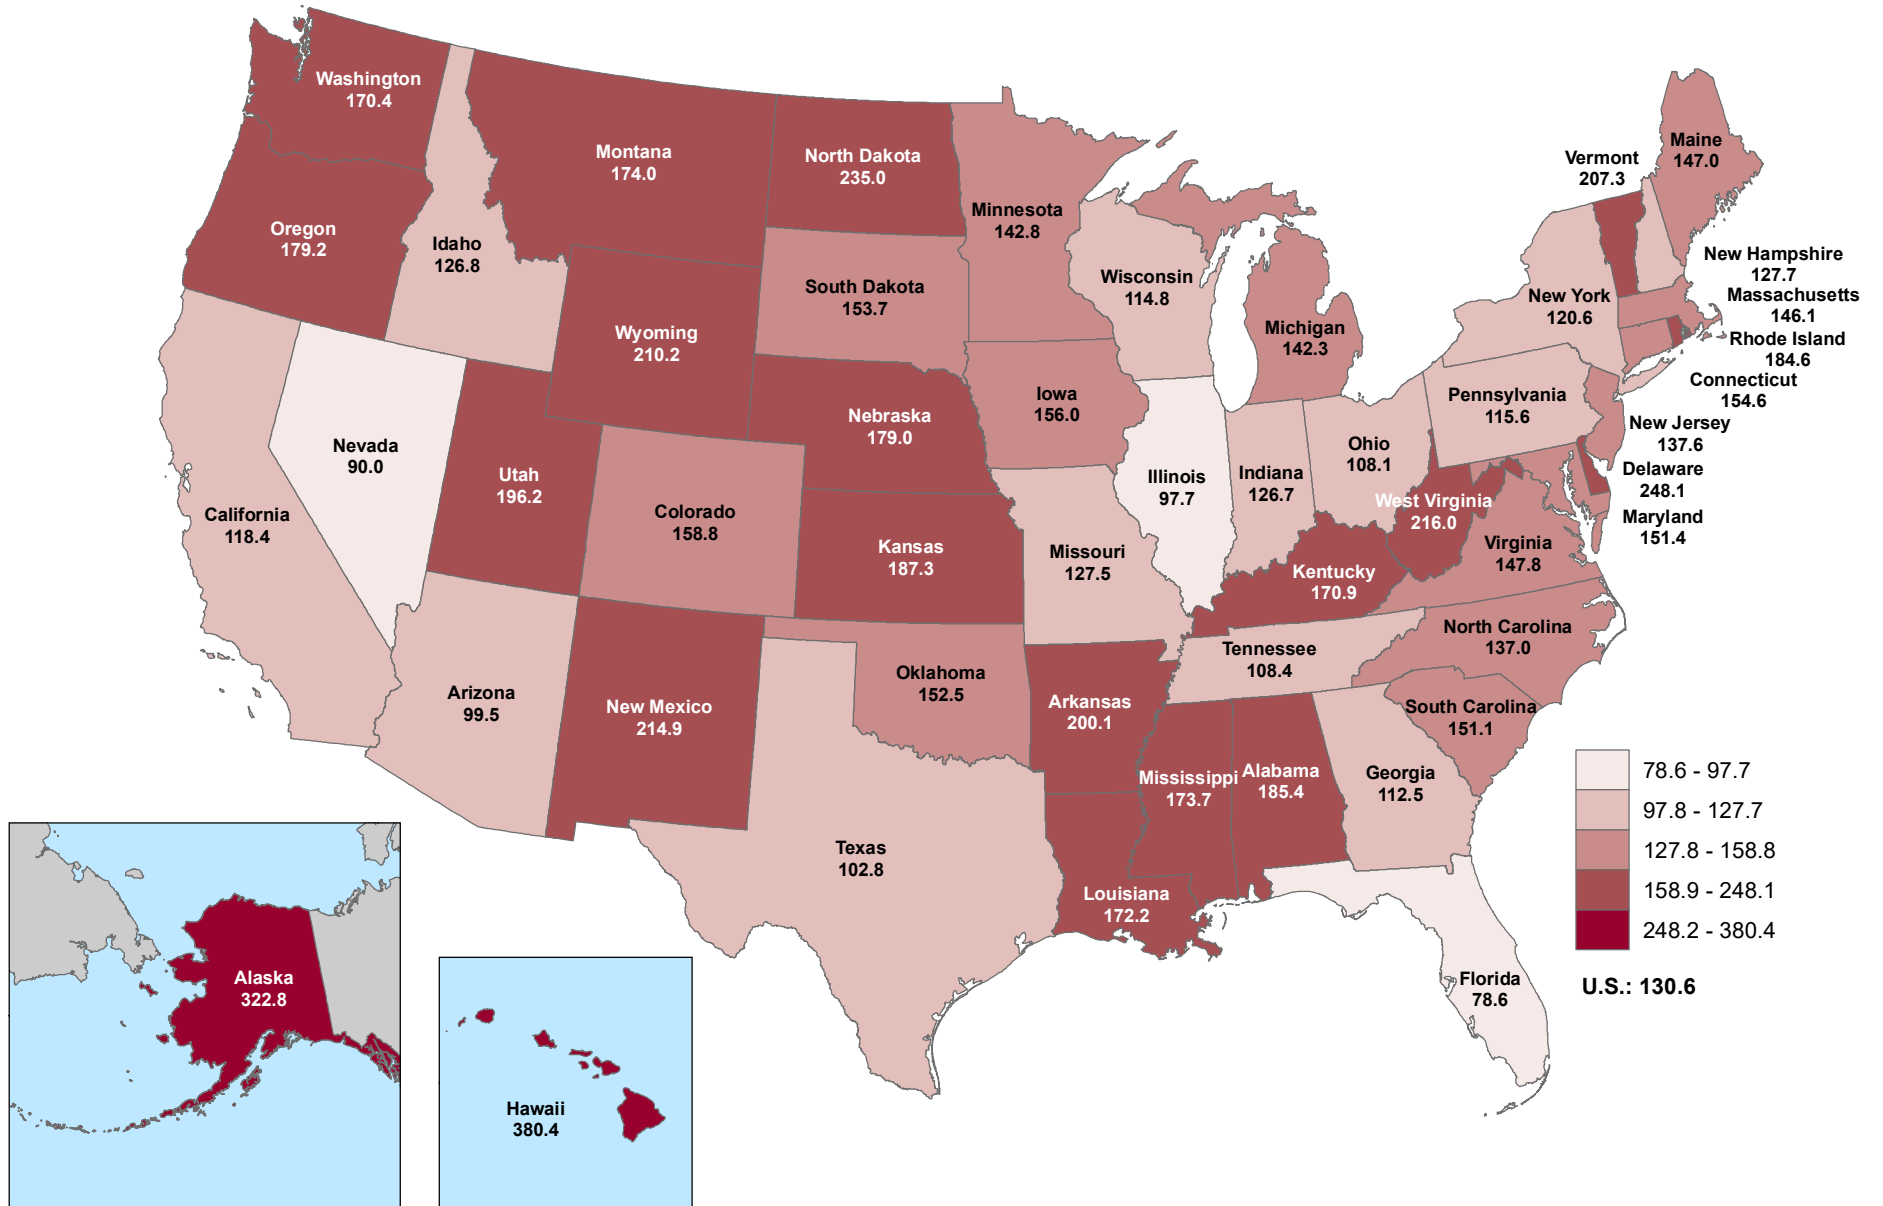 Washington
170.4
Montana
174.0
North Dakota
235.0
Minnesota
142.8
Maine
147.0
Vermont
207.3
Oregon
179.2
Idaho
126.8
Wyoming
210.2
South Dakota
153.7
Wisconsin
114.8
Michigan
142.3
New York
120.6
New Hampshire
127.7
Massachusetts
146.1
Rhode Island
184.6
Connecticut
154.6
New Jersey
137.6
Delaware
248.1
Maryland
151.4
Nevada
90.0
Utah
196.2
Nebraska
179.0
Iowa
156.0
Illinois
97.7
Indiana
126.7
Ohio
108.1
Pennsylvania
115.6
West Virginia
216.0
Virginia
147.8
California
118.4
Colorado
158.8
Kansas
187.3
Missouri
127.5
Kentucky
170.9
North Carolina
137.0
Tennessee
108.4
South Carolina
151.1
Arizona
99.5
New Mexico
214.9
Oklahoma
152.5
Arkansas
200.1
Mississippi
173.7
Alabama
185.4
Georgia
112.5
Texas
102.8
Louisiana
172.2
Florida
78.6
Alaska
322.8
Hawaii
380.4
78.6 - 97.7
97.8 - 127.7
127.8 - 158.8
158.9 - 248.1
248.2 - 380.4
U.S.: 130.6